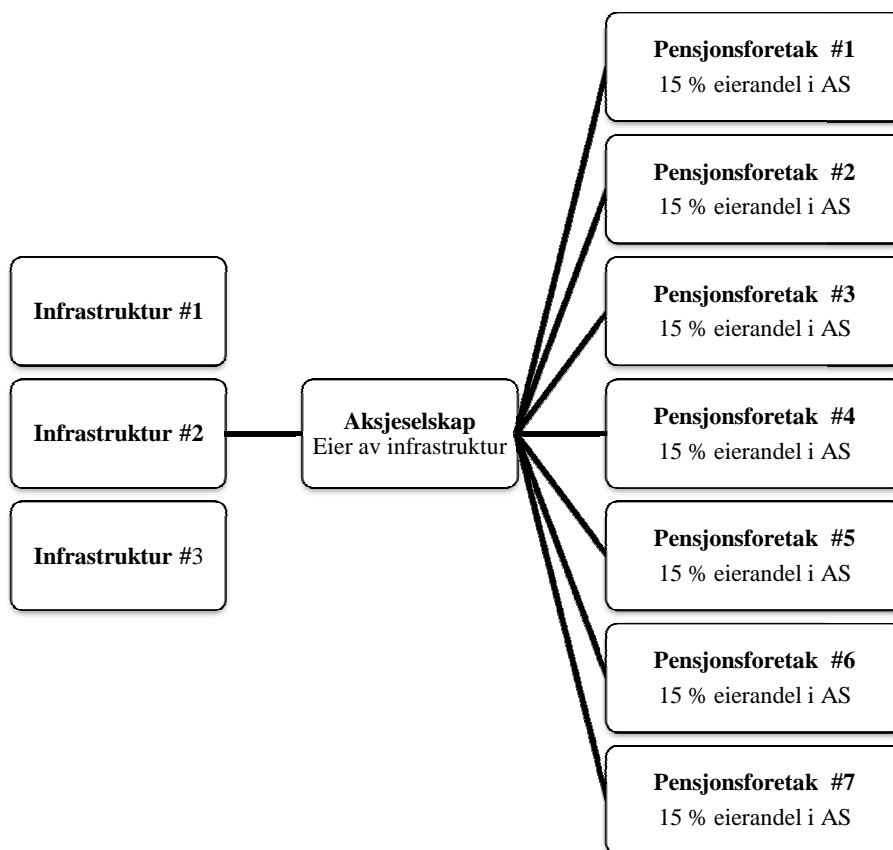 Infrastruktur #1
Infrastruktur #2
Infrastruktur #3
Aksjeselskap
Eier av infrastruktur
Pensjonsforetak #1
15 % eierandel i AS
Pensjonsforetak #2
15 % eierandel i AS
Pensjonsforetak #3
15 % eierandel i AS
Pensjonsforetak #4
15 % eierandel i AS
Pensjonsforetak #5
15 % eierandel i AS
Pensjonsforetak #6
15 % eierandel i AS
Pensjonsforetak #7
15 % eierandel i AS